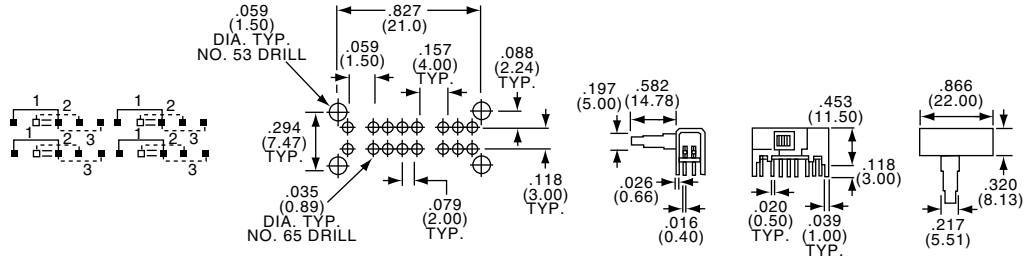 1 2 3
1 2 3
1 2 3
1 2 3
.059
(1.50)
DIA. TYP.
NO. 53 DRILL
.827
(21.0)
.059
(1.50)
.157
(4.00)
TYP.
.088
(2.24)
TYP.
.294
(7.47)
TYP.
.035
(0.89)
DIA. TYP.
NO. 65 DRILL
.079
(2.00)
TYP.
.118
(3.00)
TYP.
.197
(5.00)
.582
(14.78)
.026
(0.66)
.016
(0.40)
.453
(11.50)
.118
(3.00)
.020
(0.50)
TYP.
.039
(1.00)
TYP.
.866
(22.00)
.320
(8.13)
.217
(5.51)